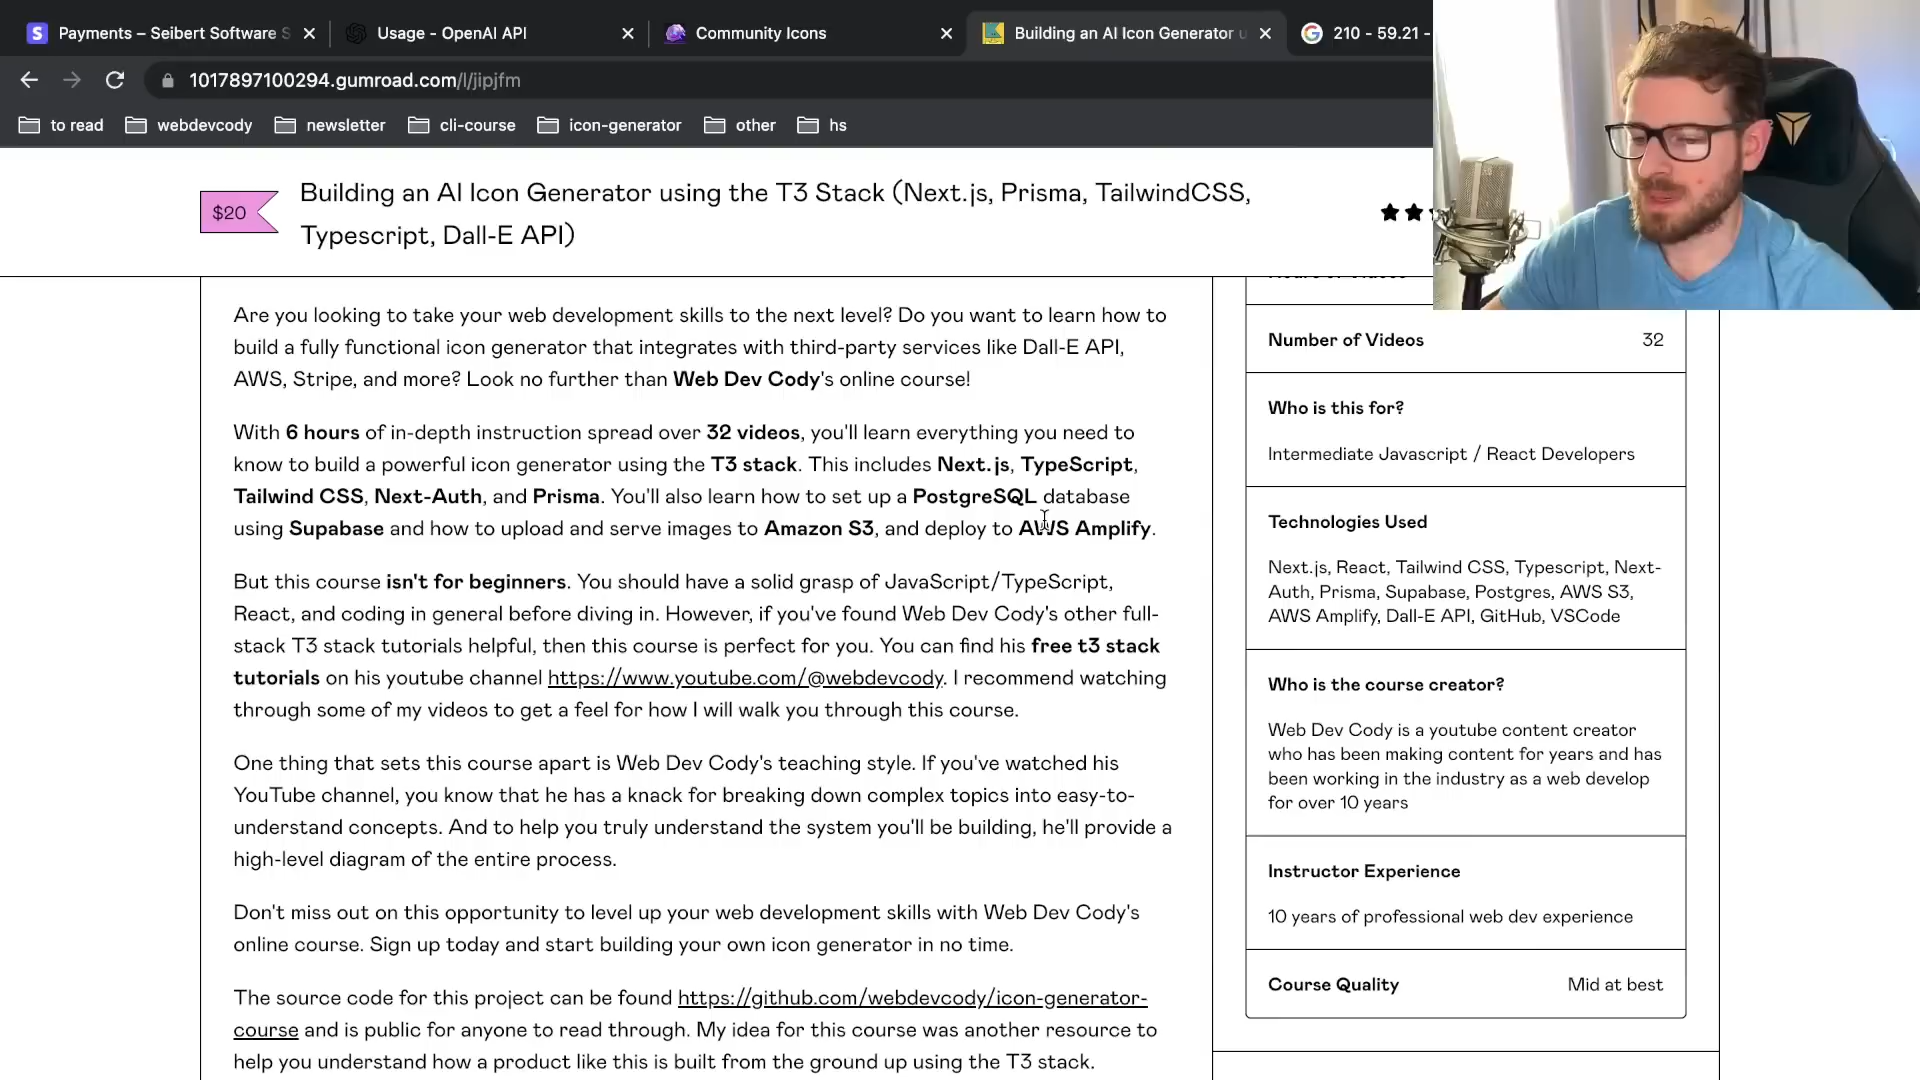 Payments – Seibert Software S
Usage - OpenAI API
Community Icons
Building an AI Icon Generator u
210 - 59.21 -
1017897100294.gumroad.com/l/jipjfm
to read
webdevcody
newsletter
cli-course
icon-generator
other
hs
$20
Building an AI Icon Generator using the T3 Stack (Next.js, Prisma, TailwindCSS,
Typescript, Dall-E API)
Are you looking to take your web development skills to the next level? Do you want to learn how to
build a fully functional icon generator that integrates with third-party services like Dall-E API,
AWS, Stripe, and more? Look no further than Web Dev Cody's online course!
With 6 hours of in-depth instruction spread over 32 videos, you'll learn everything you need to
know to build a powerful icon generator using the T3 stack. This includes Next.js, TypeScript,
Tailwind CSS, Next-Auth, and Prisma. You'll also learn how to set up a PostgreSQL database
using Supabase and how to upload and serve images to Amazon S3, and deploy to AWS Amplify.
But this course isn't for beginners. You should have a solid grasp of JavaScript/TypeScript,
React, and coding in general before diving in. However, if you've found Web Dev Cody's other full-
stack T3 stack tutorials helpful, then this course is perfect for you. You can find his free t3 stack
tutorials on his youtube channel https://www.youtube.com/@webdevcody. I recommend watching
through some of my videos to get a feel for how I will walk you through this course.
One thing that sets this course apart is Web Dev Cody's teaching style. If you've watched his
YouTube channel, you know that he has a knack for breaking down complex topics into easy-to-
understand concepts. And to help you truly understand the system you'll be building, he'll provide a
high-level diagram of the entire process.
Don't miss out on this opportunity to level up your web development skills with Web Dev Cody's
online course. Sign up today and start building your own icon generator in no time.
The source code for this project can be found https://github.com/webdevcody/icon-generator-
course and is public for anyone to read through. My idea for this course was another resource to
help you understand how a product like this is built from the ground up using the T3 stack.
Number of Videos
32
Who is this for?
Intermediate Javascript / React Developers
Technologies Used
Next.js, React, Tailwind CSS, Typescript, Next-
Auth, Prisma, Supabase, Postgres, AWS S3,
AWS Amplify, Dall-E API, GitHub, VSCode
Who is the course creator?
Web Dev Cody is a youtube content creator
who has been making content for years and has
been working in the industry as a web develop
for over 10 years
Instructor Experience
10 years of professional web dev experience
Course Quality
Mid at best